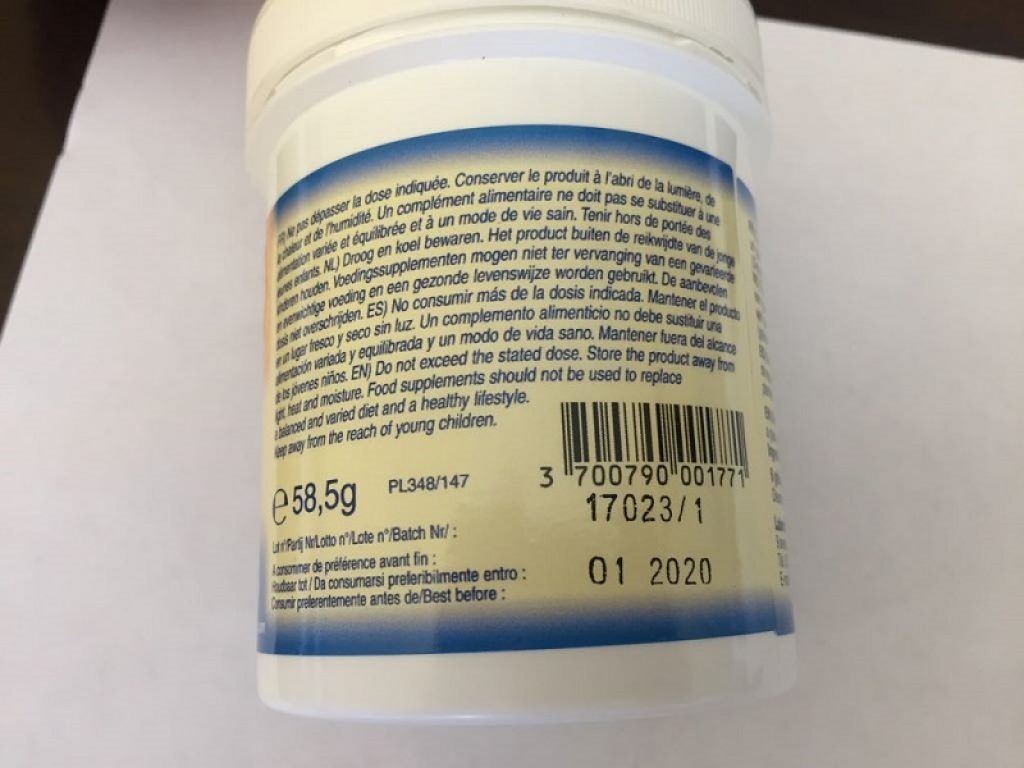 FR) Ne pas dépasser la dose indiquée. Conserver le produit à l'abri de la lumière, de
la chaleur et de l'humidité. Un complément alimentaire ne doit pas se substituer à une
alimentation variée et équilibrée et à un mode de vie sain. Tenir hors de portée des
jeunes enfants. NL) Droog en koel bewaren. Het product buiten de reikwijdte van de jonge
kinderen houden. Voedingssupplementen mogen niet ter vervanging van een gevarieerde
en evenwichtige voeding en een gezonde levenswijze worden gebruikt. De aanbevolen
dosis niet overschrijden. ES) No consumir más de la dosis indicada. Mantener el producto
en un lugar fresco y seco sin luz. Un complemento alimenticio no debe sustituir una
alimentación variada y equilibrada y un modo de vida sano. Mantener fuera del alcance
de los jóvenes niños. EN) Do not exceed the stated dose. Store the product away from
light, heat and moisture. Food supplements should not be used to replace
a balanced and varied diet and a healthy lifestyle.
Keep away from the reach of young children.
3 700790 001771
℮ 58,5g PL348/147
17023/1
Lot n°/Partij Nr/Lotto n°/Lote n°/Batch Nr/ :
A consommer de préférence avant fin :
Houdbaar tot / Da consumarsi preferibilmente entro :
01 2020
Consumir preferentemente antes de/Best before :